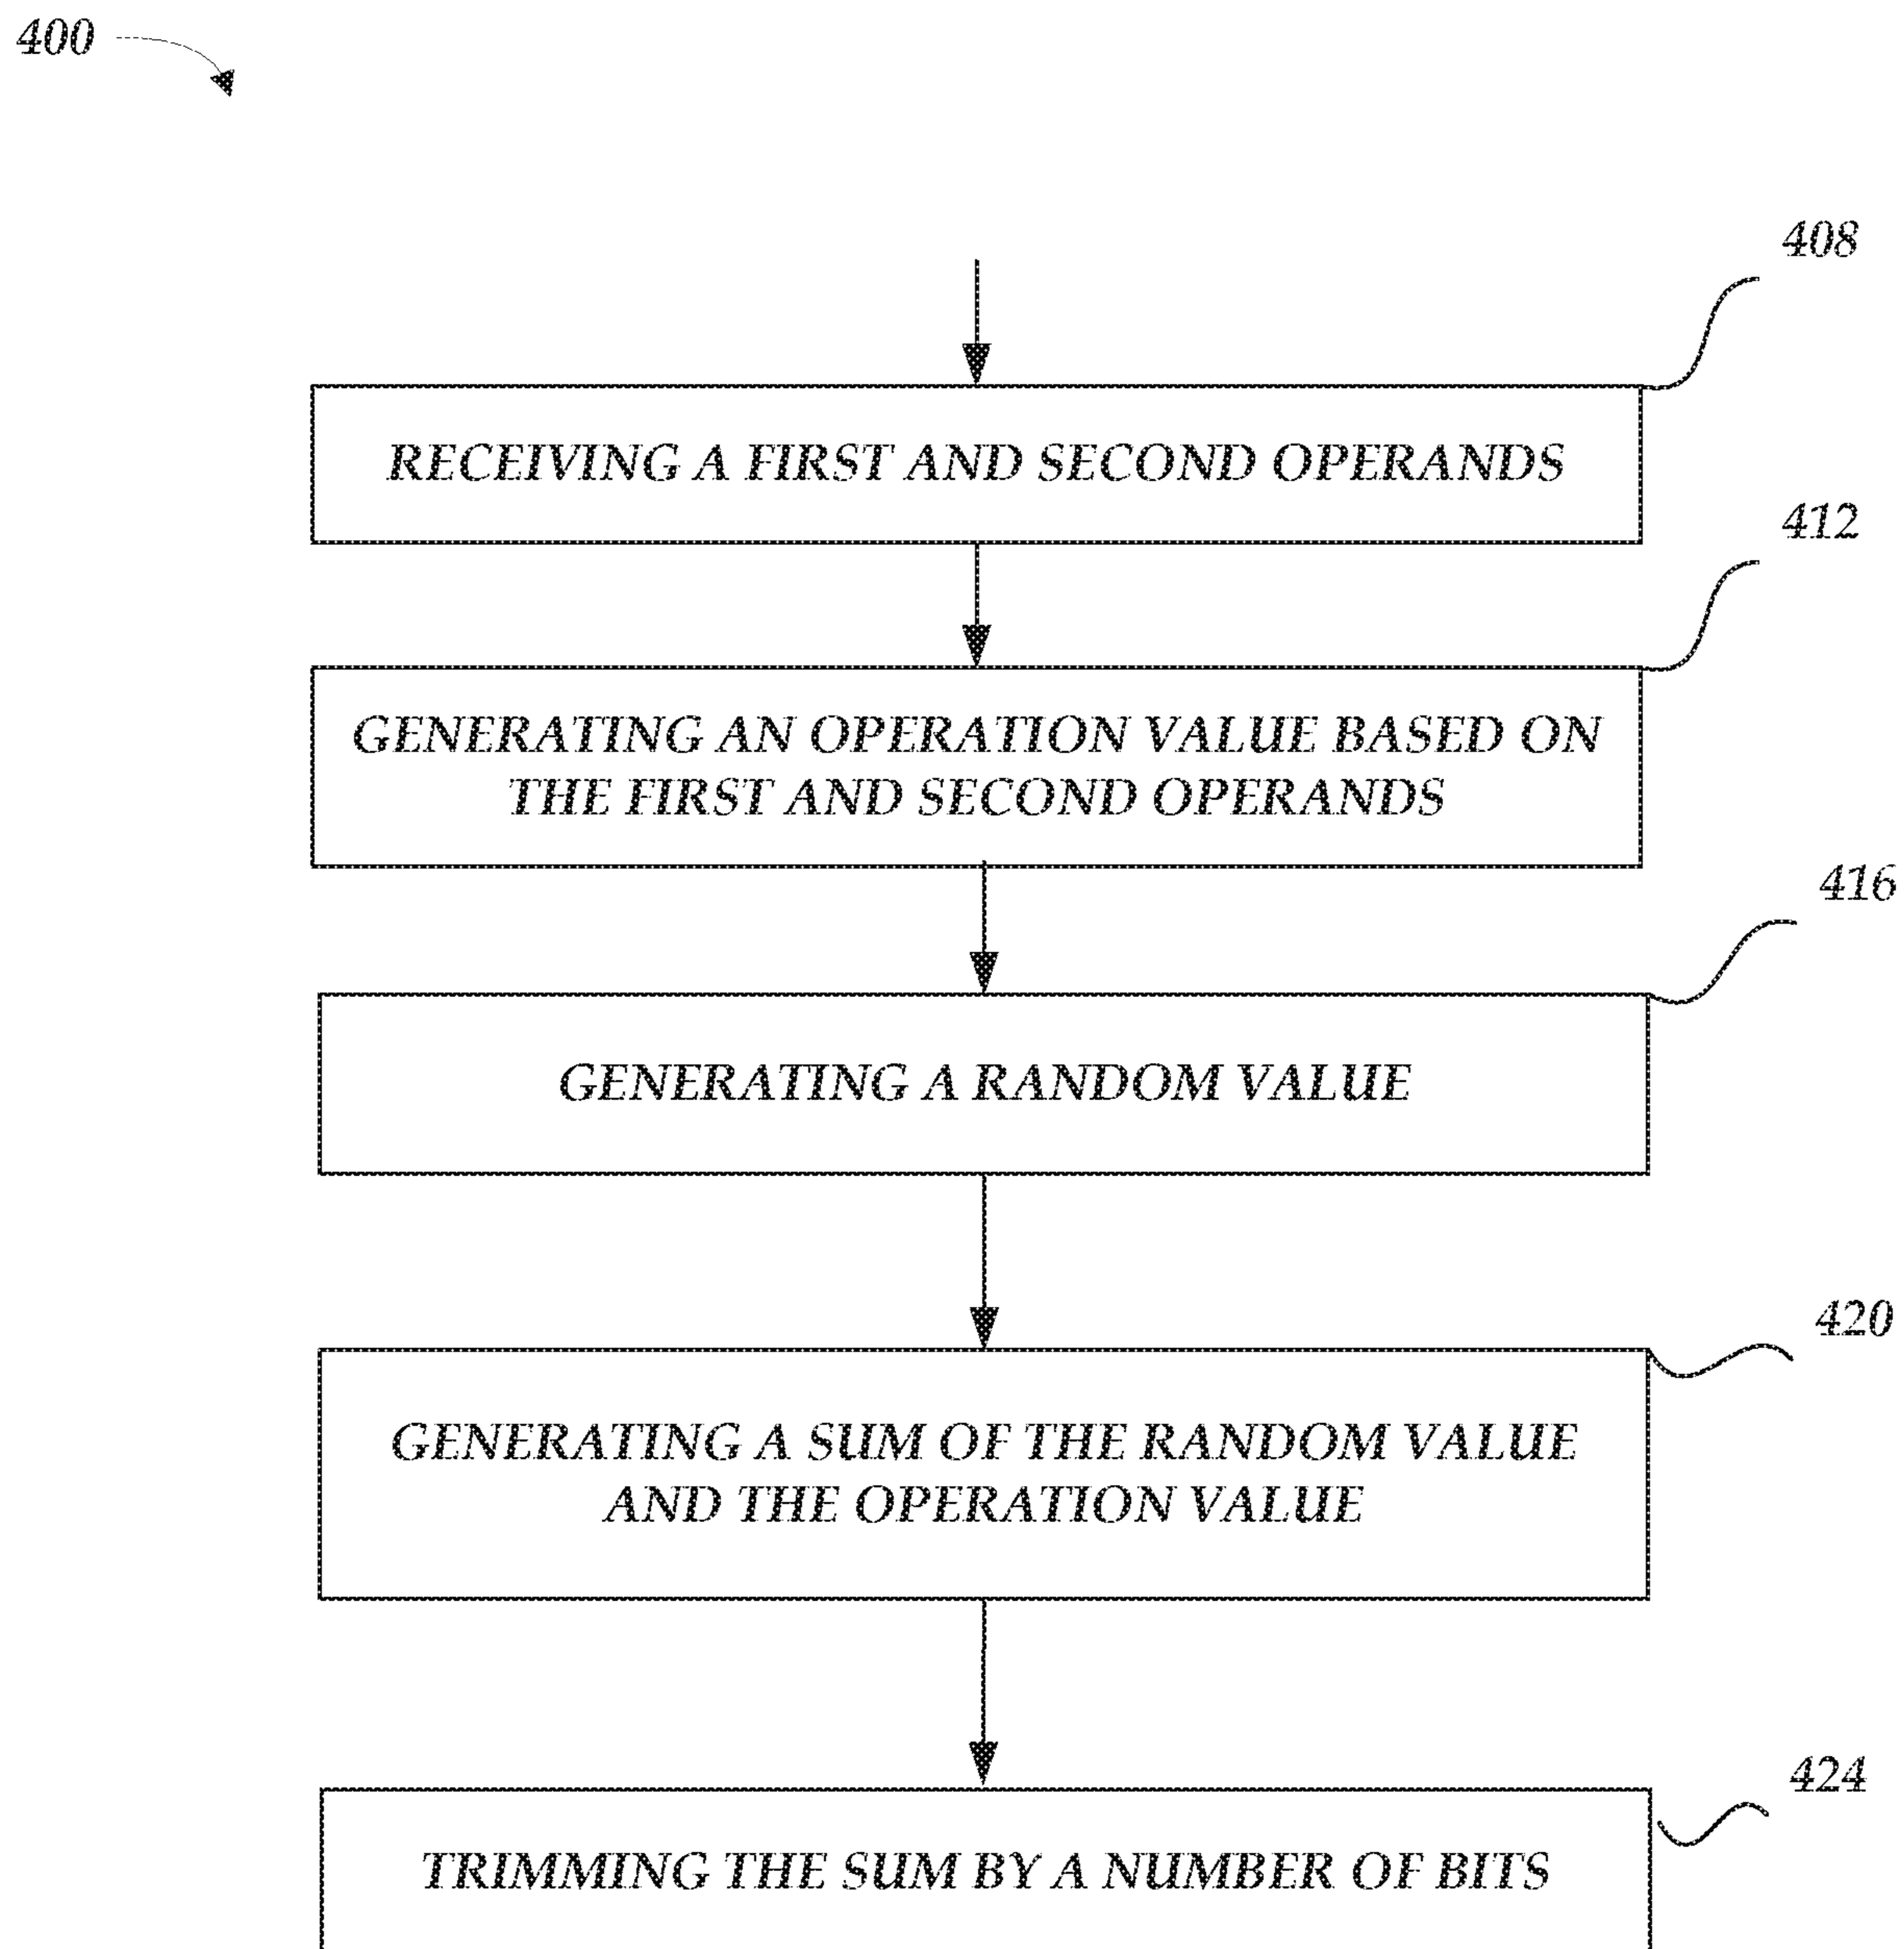 400
408
RECEIVING A FIRST AND SECOND OPERANDS
412
GENERATING AN OPERATION VALUE BASED ON
THE FIRST AND SECOND OPERANDS
416
GENERATING A RANDOM VALUE
420
GENERATING A SUM OF THE RANDOM VALUE
AND THE OPERATION VALUE
424
TRIMMING THE SUM BY A NUMBER OF BITS